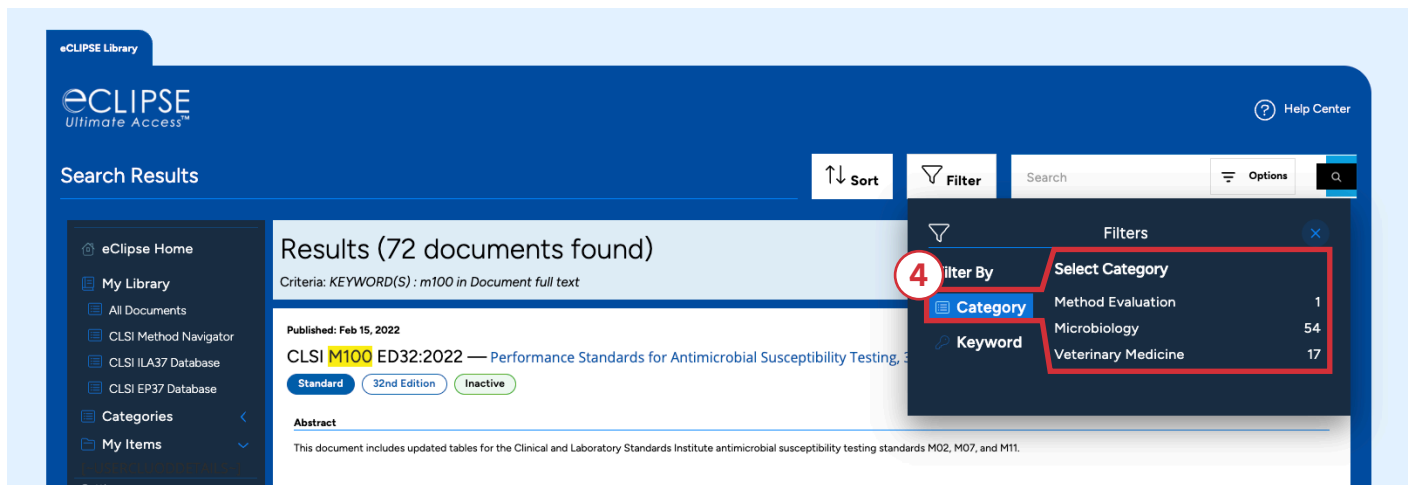 eCLIPSE Library
eCLIPSE
Ultimate Access™
Help Center
Search Results
Sort
Filter
Search
Options
eClipse Home
My Library
All Documents
CLSI Method Navigator
CLSI ILA37 Database
CLSI EP37 Database
Categories
My Items
Results (72 documents found)
Criteria: KEYWORD(S) : m100 in Document full text
Published: Feb 15, 2022
CLSI M100 ED32:2022 — Performance Standards for Antimicrobial Susceptibility Testing,
Standard
32nd Edition
Inactive
Abstract
This document includes updated tables for the Clinical and Laboratory Standards Institute antimicrobial susceptibility testing standards M02, M07, and M11.
Filters
4
ilter By
Category
Keyword
Select Category
Method Evaluation 1
Microbiology 54
Veterinary Medicine 17